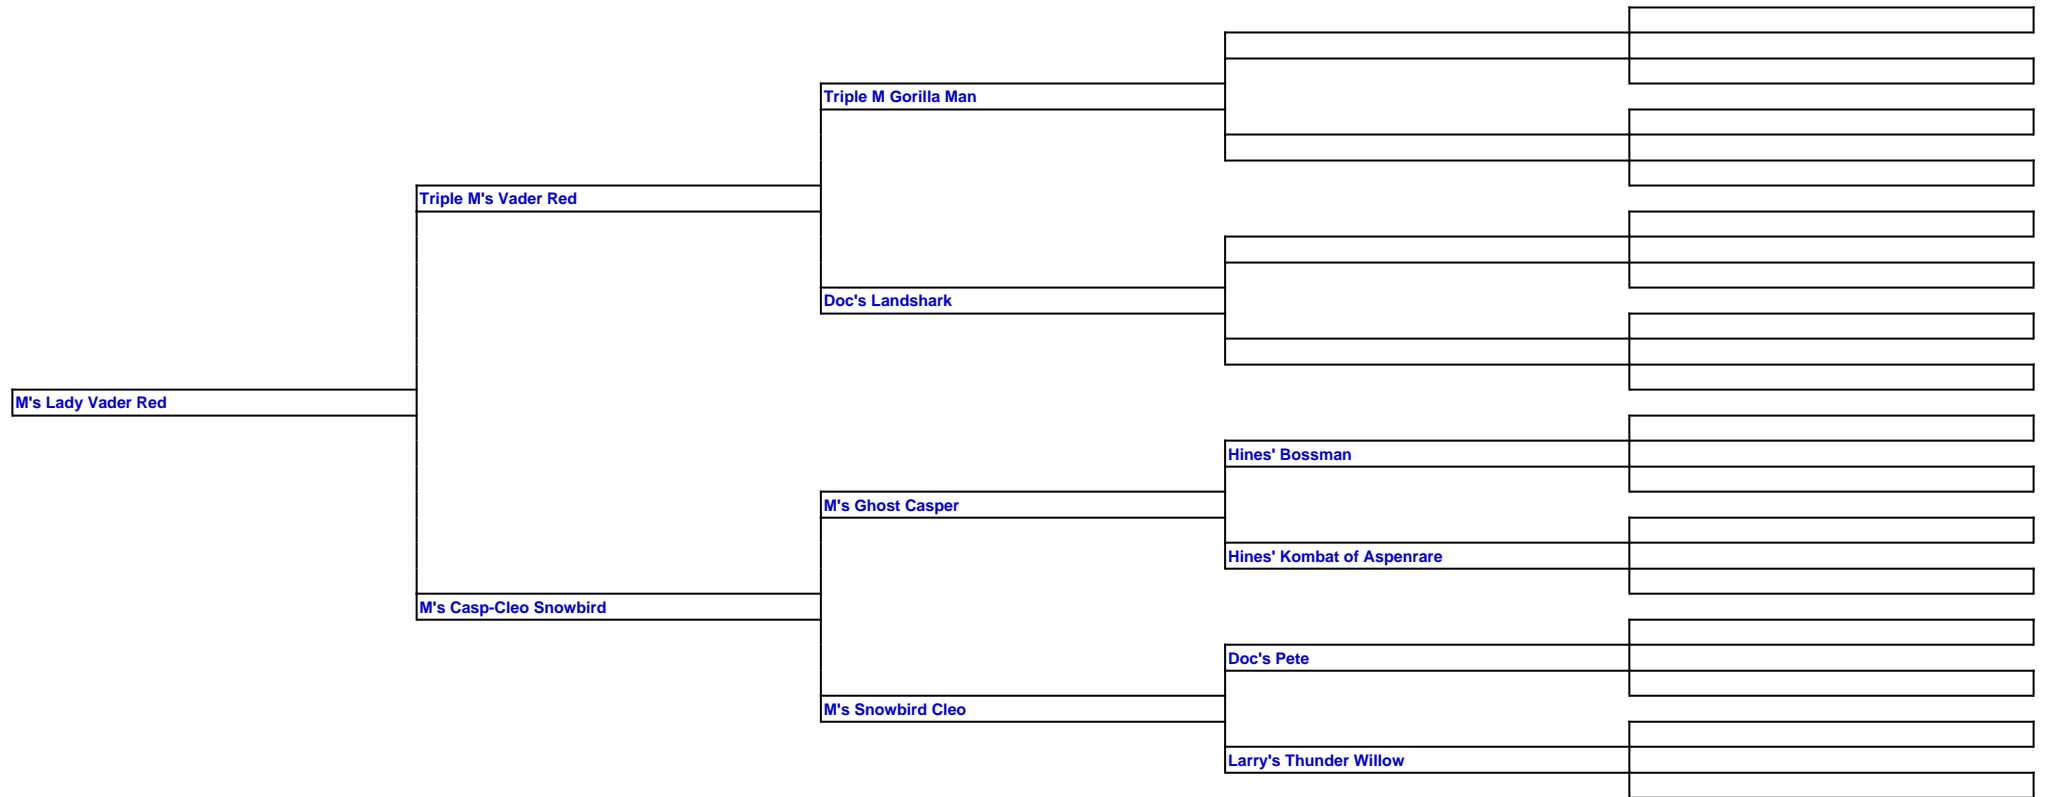 Triple M Gorilla Man
Triple M's Vader Red
Doc's Landshark
M's Lady Vader Red
Hines' Bossman
M's Ghost Casper
Hines' Kombat of Aspenrare
M's Casp-Cleo Snowbird
Doc's Pete
M's Snowbird Cleo
Larry's Thunder Willow